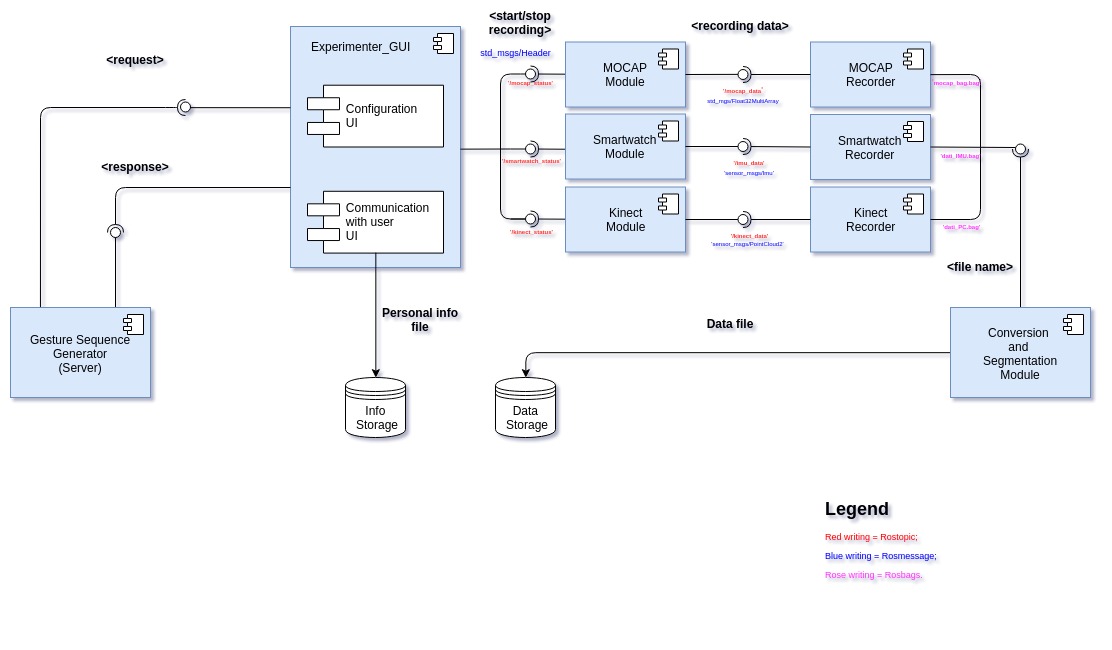 <start/stop
recording>
<recording data>
std_msgs/Header
<request>
Experimenter_GUI
Configuration
UI
Communication
with user
UI
<response>
MOCAP
Module
MOCAP
Recorder
'/mocap_status'
'/mocap_data'
std_msgs/Float32MultiArray
mocap_bag.bag'
Smartwatch
Module
Smartwatch
Recorder
'/smartwatch_status'
'/imu_data'
'sensor_msgs/Imu'
'dati_IMU.bag'
Kinect
Module
Kinect
Recorder
'/kinect_status'
'/kinect_data'
'sensor_msgs/PointCloud2'
'dati_PC.bag'
<file name>
Gesture Sequence
Generator
(Server)
Personal info
file
Data file
Conversion
and
Segmentation
Module
Info
Storage
Data
Storage
Legend
Red writing = Rostopic;
Blue writing = Rosmessage;
Rose writing = Rosbags.